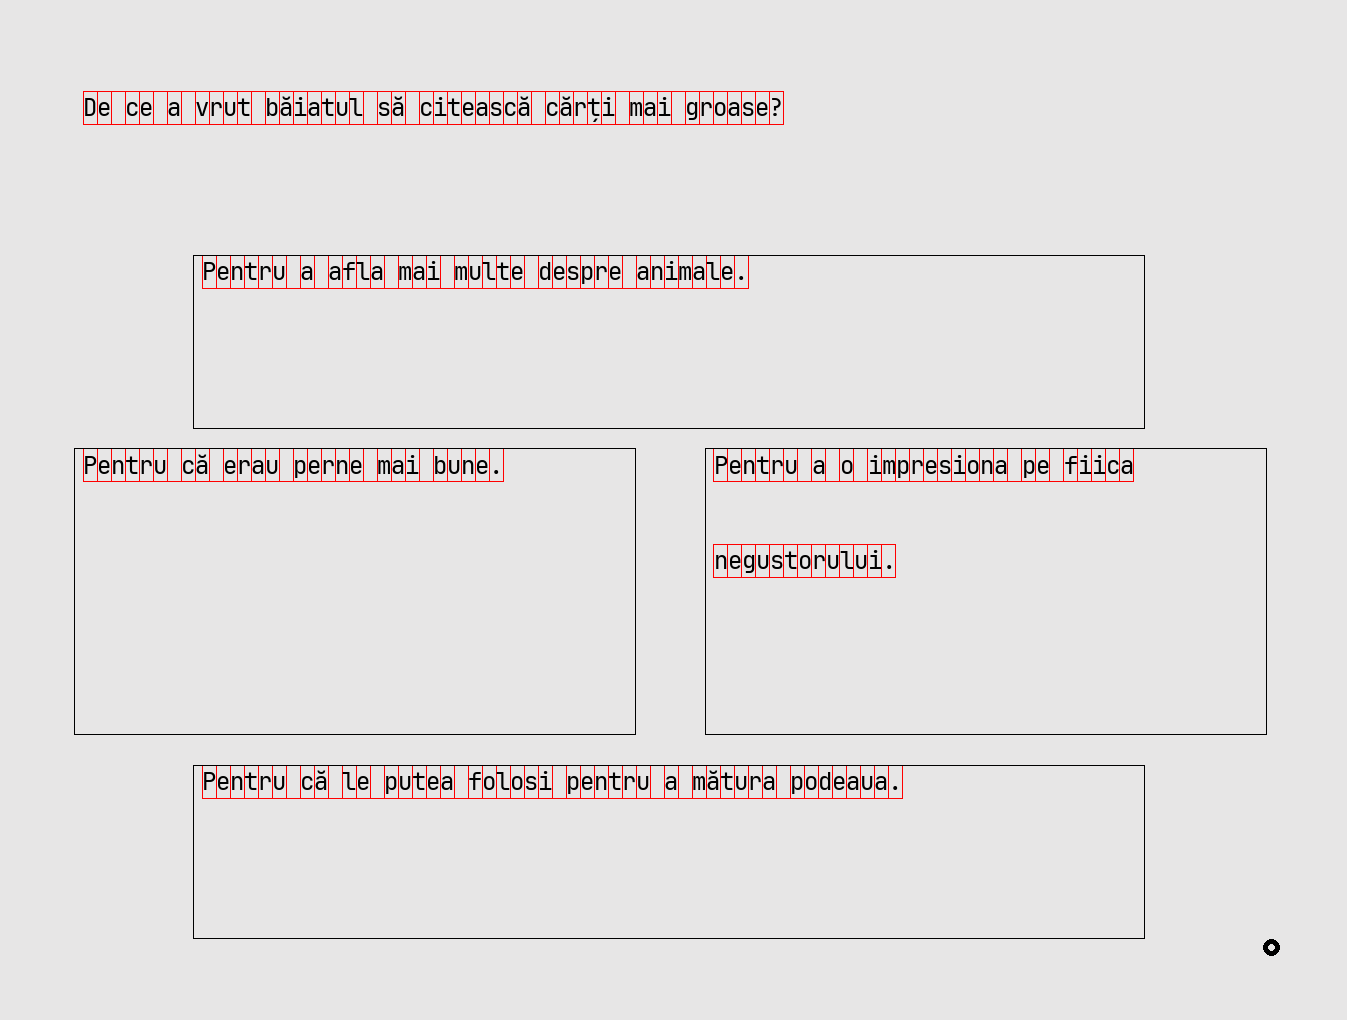 De ce a vrut băiatul să citească cărți mai groase?
Pentru a afla mai multe despre animale.
Pentru că erau perne mai bune.
Pentru a o impresiona pe fiica
negustorului.
Pentru că le putea folosi pentru a mătura podeaua.